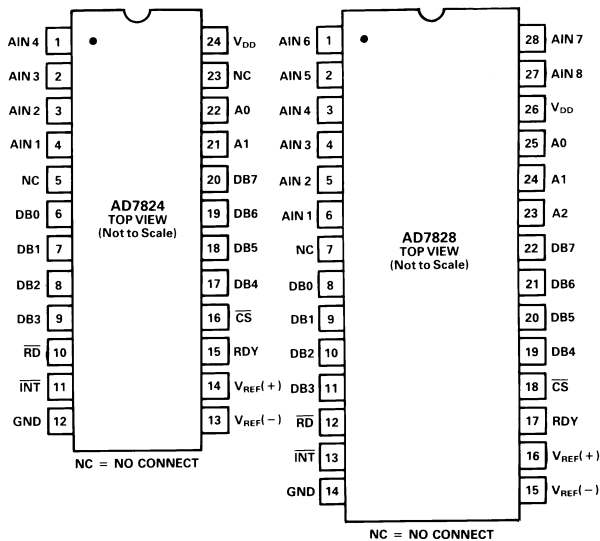 AIN 4 1 24 VDD
AIN 3 2 23 NC
AIN 2 3 22 A0
AIN 1 4 21 A1
NC 5 20 DB7
DB0 6 19 DB6
DB1 7 18 DB5
DB2 8 17 DB4
DB3 9 16 C̅S̅
R̅D̅ 10 15 RDY
I̅N̅T̅ 11 14 VREF(+)
GND 12 13 VREF(−)
AD7824
TOP VIEW
(Not to Scale)
NC = NO CONNECT
AIN 6 1 28 AIN 7
AIN 5 2 27 AIN 8
AIN 4 3 26 VDD
AIN 3 4 25 A0
AIN 2 5 24 A1
AIN 1 6 23 A2
NC 7 22 DB7
DB0 8 21 DB6
DB1 9 20 DB5
DB2 10 19 DB4
DB3 11 18 C̅S̅
R̅D̅ 12 17 RDY
I̅N̅T̅ 13 16 VREF(+)
GND 14 15 VREF(−)
AD7828
TOP VIEW
(Not to Scale)
NC = NO CONNECT